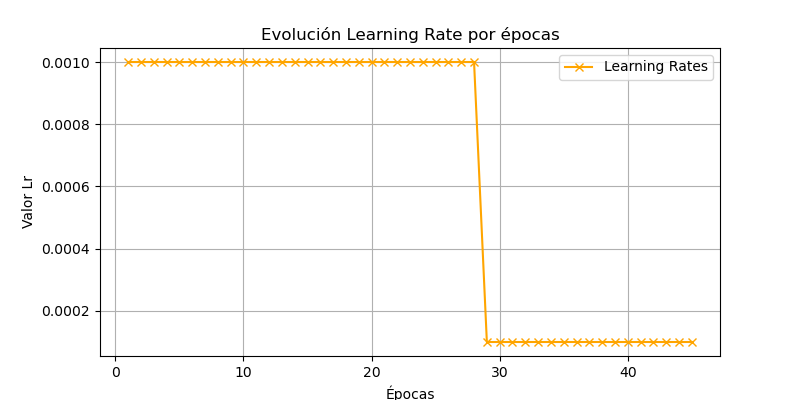 Evolución Learning Rate por épocas
Learning Rates
0.0010
0.0008
0.0006
0.0004
0.0002
Valor Lr
0 10 20 30 40
Épocas